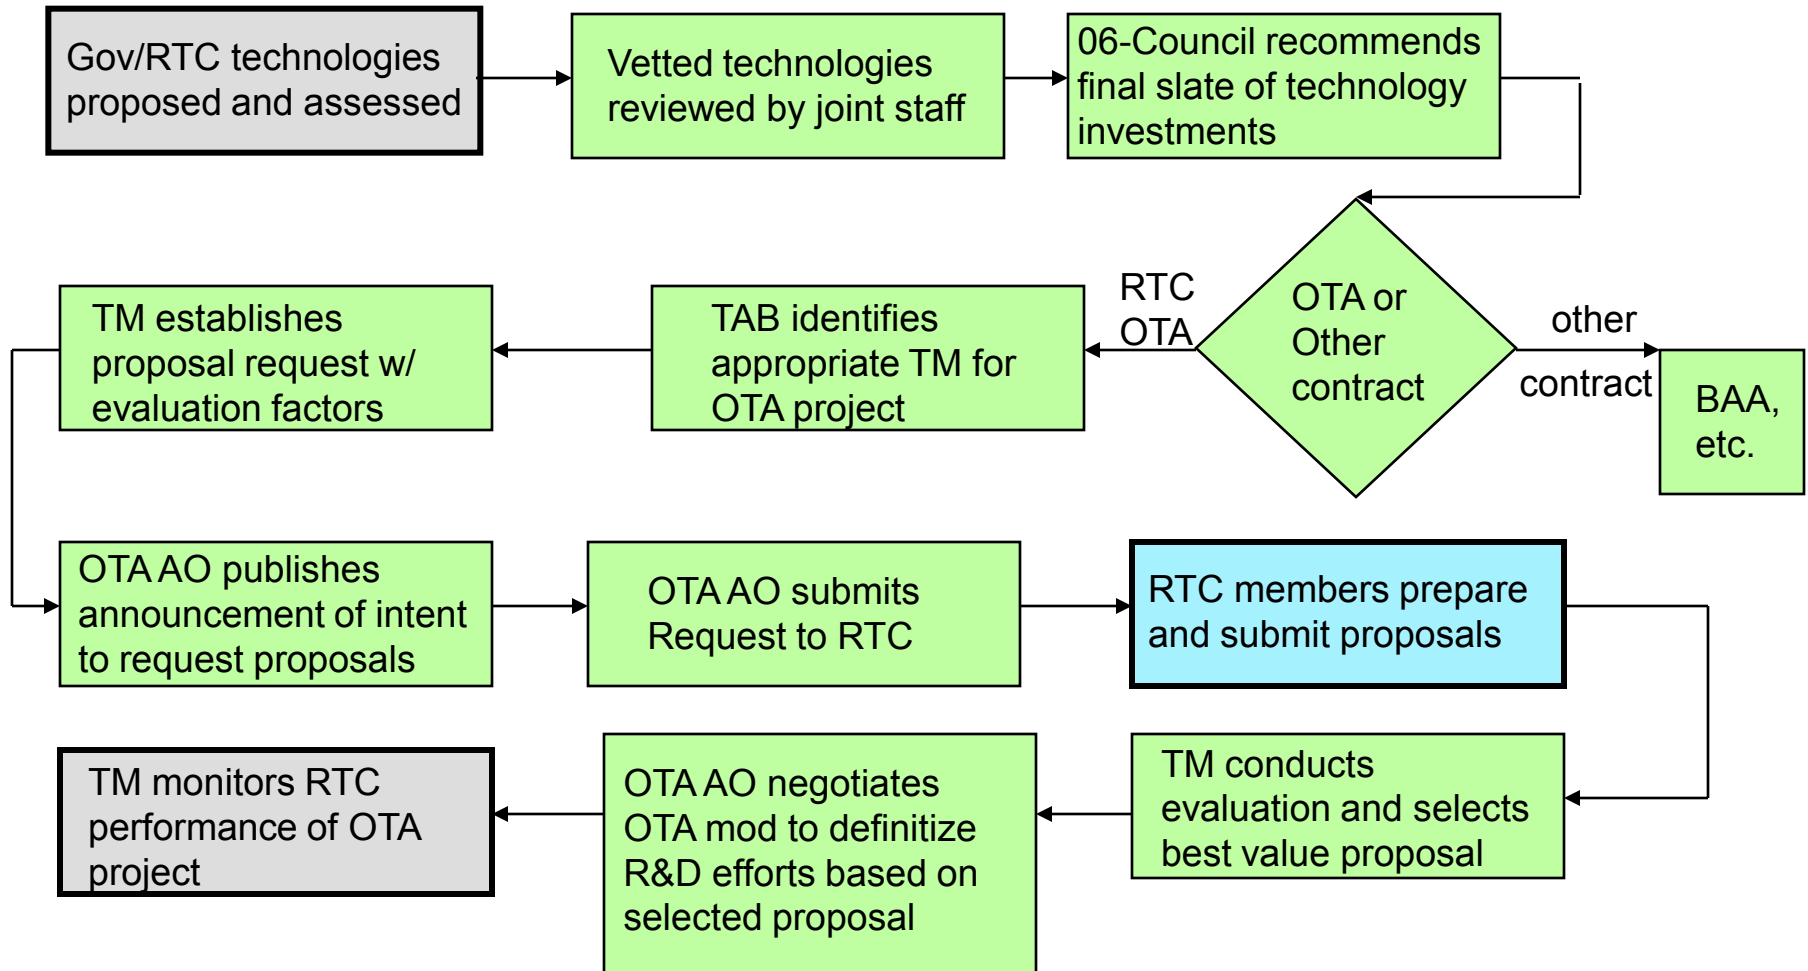 Gov/RTC technologies
proposed and assessed
Vetted technologies
reviewed by joint staff
06-Council recommends
final slate of technology
investments
OTA or
Other
contract
other
contract
BAA,
etc.
RTC
OTA
TAB identifies
appropriate TM for
OTA project
TM establishes
proposal request w/
evaluation factors
OTA AO publishes
announcement of intent
to request proposals
OTA AO submits
Request to RTC
RTC members prepare
and submit proposals
TM conducts
evaluation and selects
best value proposal
OTA AO negotiates
OTA mod to definitize
R&D efforts based on
selected proposal
TM monitors RTC
performance of OTA
project